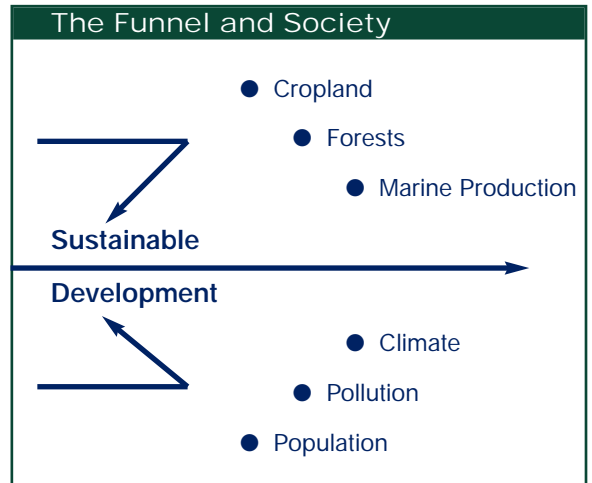 The Funnel and Society
Cropland
Forests
Marine Production
Sustainable
Development
Climate
Pollution
Population